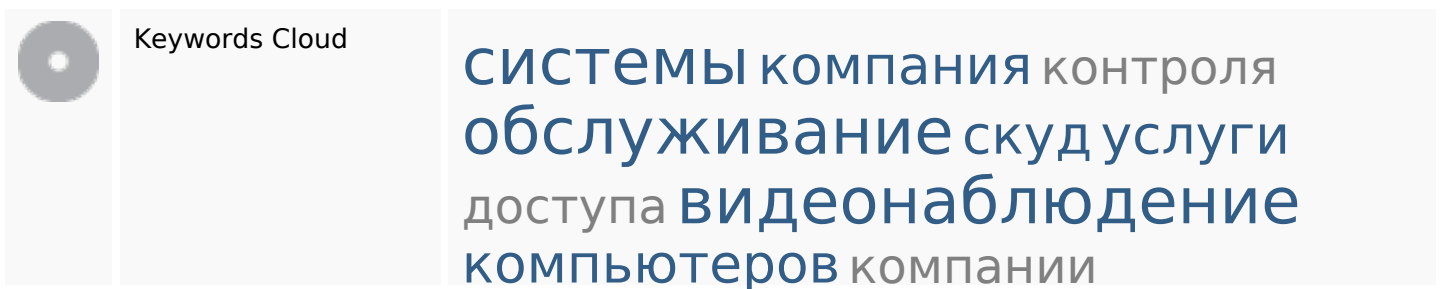 Keywords Cloud
системы компания контроля
обслуживание скуд услуги
доступа видеонаблюдение
компьютеров компании